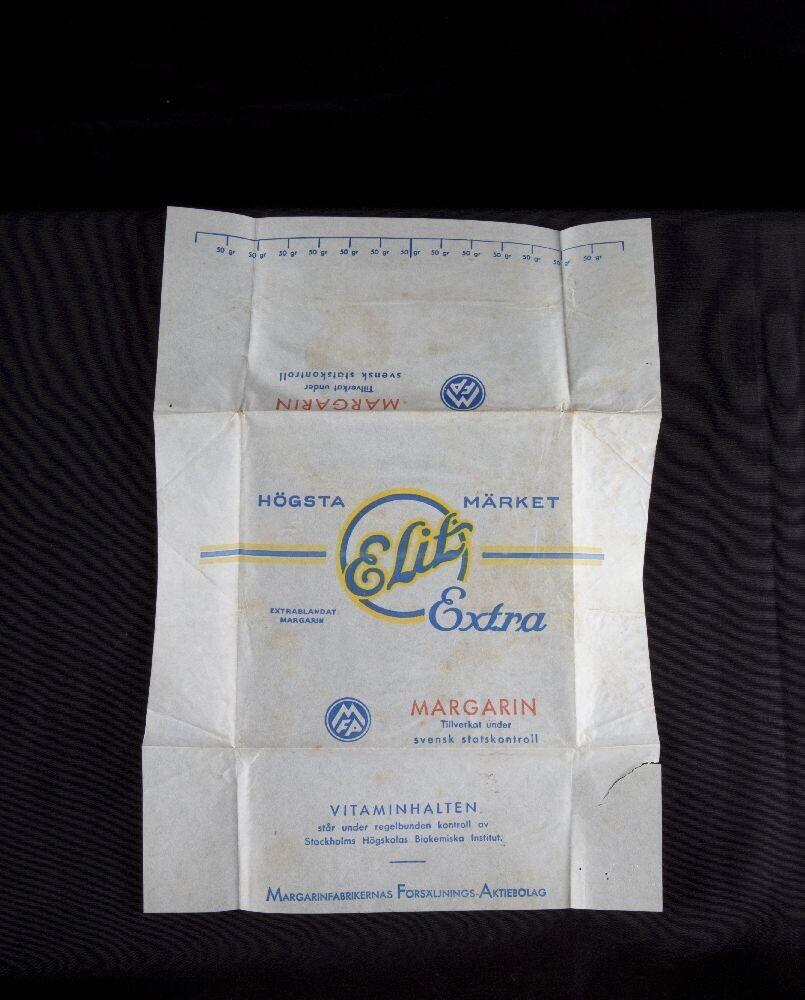 50 gr 50 gr 50 gr 50 gr 50 gr 50 gr 50 gr 50 gr 50 gr 50 gr 50 gr 50 gr 50 gr
MARGARIN
Tillverkat under
svensk statskontroll
MFA
HÖGSTA MÄRKET
Elit
Extra
EXTRABLANDAT
MARGARIN
MFA
MARGARIN
Tillverkat under
svensk statskontroll
VITAMINHALTEN
står under regelbunden kontroll av
Stockholms Högskolas Biokemiska Institut.
MARGARINFABRIKERNAS FÖRSÄLJNINGS-AKTIEBOLAG